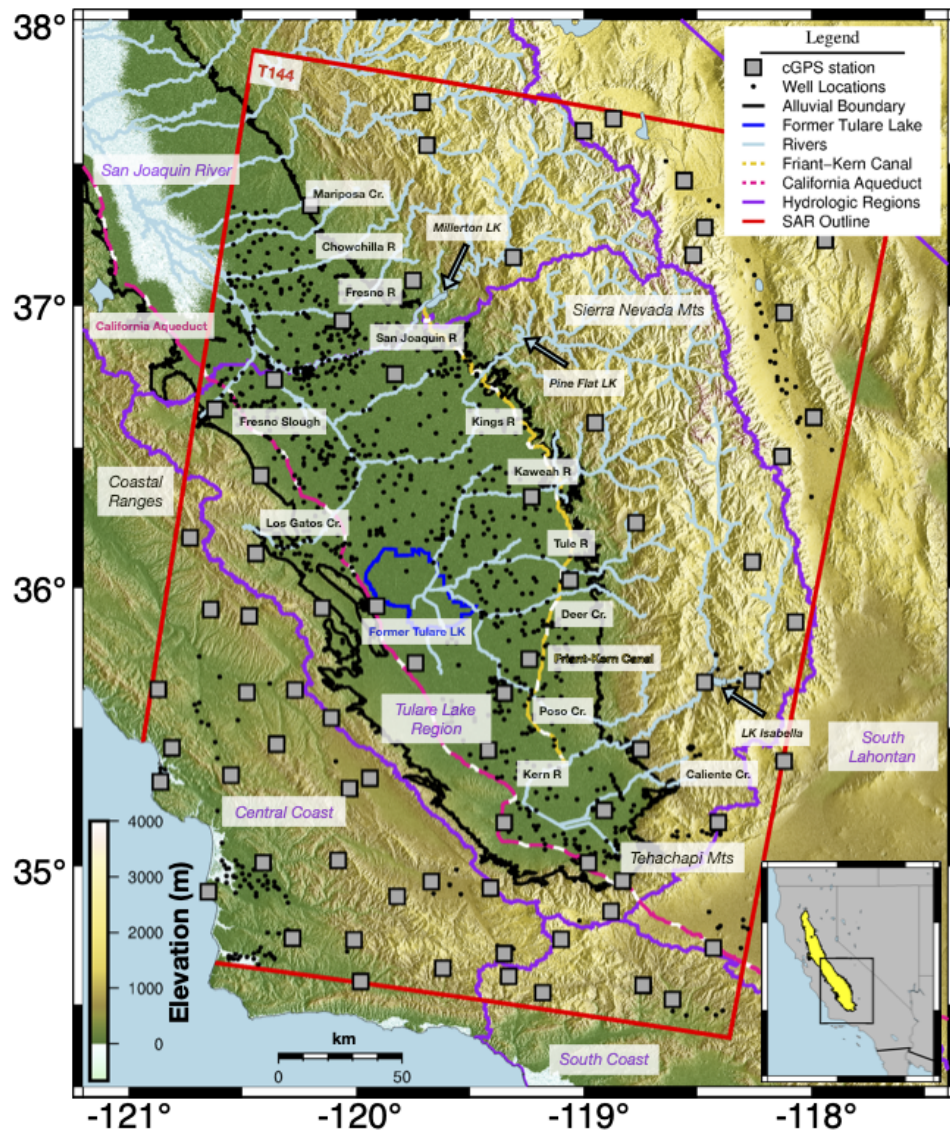 38°
37°
36°
35°
-121°
-120°
-119°
-118°
T144
Legend
cGPS station
Well Locations
Alluvial Boundary
Former Tulare Lake
Rivers
Friant-Kern Canal
California Aqueduct
Hydrologic Regions
SAR Outline
San Joaquin River
Mariposa Cr.
Millerton LK
Chowchilla R
Fresno R
Sierra Nevada Mts
California Aqueduct
San Joaquin R
Pine Flat LK
Fresno Slough
Kings R
Kaweah R
Coastal
Ranges
Los Gatos Cr.
Tule R
Deer Cr.
Former Tulare LK
Friant-Kern Canal
Tulare Lake
Region
Poso Cr.
LK Isabella
South
Lahontan
Kern R
Caliente Cr.
Central Coast
Tehachapi Mts
South Coast
Elevation (m)
4000
3000
2000
1000
0
km
0
50